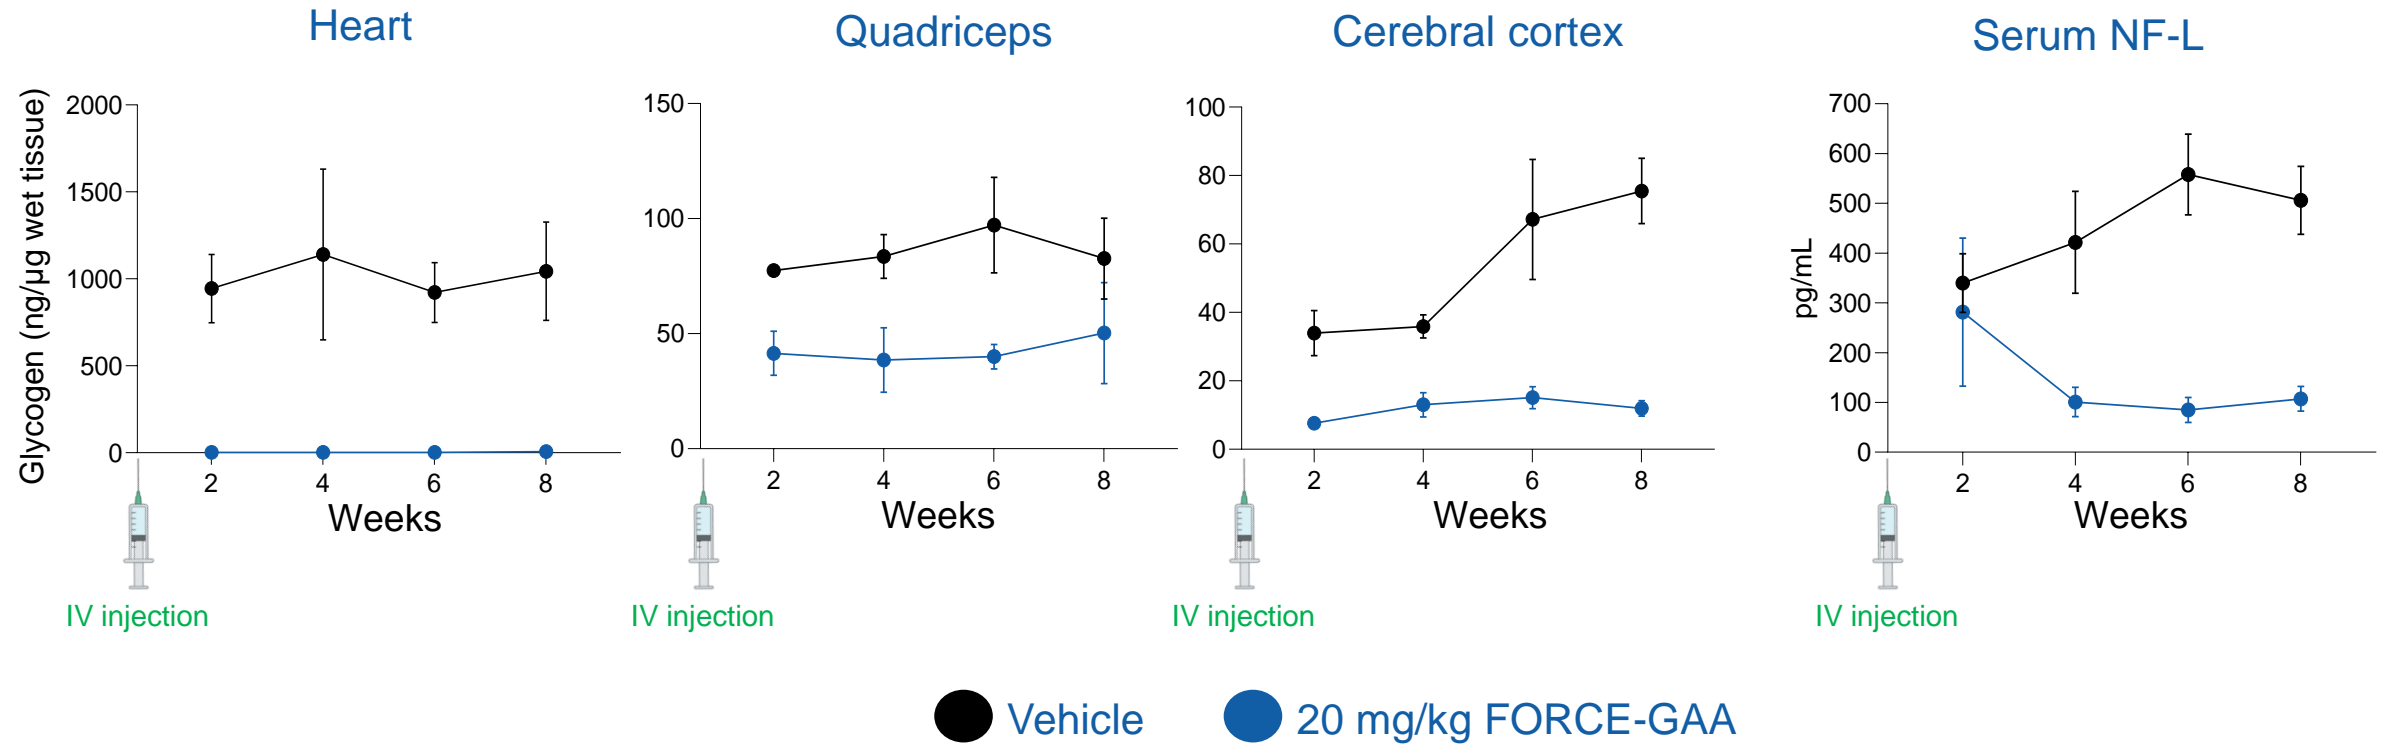 Heart
Quadriceps
Cerebral cortex
Serum NF-L
Glycogen (ng/µg wet tissue)
2000
1500
1000
500
0
2 4 6 8
Weeks
IV injection
150
100
50
0
2 4 6 8
Weeks
IV injection
100
80
60
40
20
0
2 4 6 8
Weeks
IV injection
pg/mL
700
600
500
400
300
200
100
0
2 4 6 8
Weeks
IV injection
Vehicle
20 mg/kg FORCE-GAA